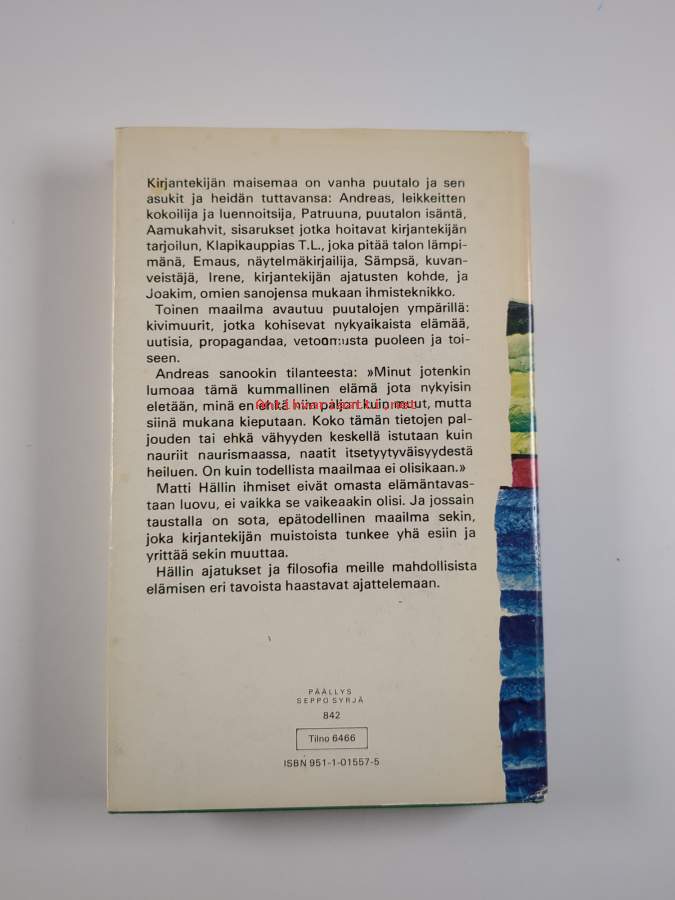 Kirjantekijän maisemaa on vanha puutalo ja sen
asukit ja heidän tuttavansa: Andreas, leikkeitten
kokoilija ja luennoitsija, Patruuna, puutalon isäntä,
Aamukahvit, sisarukset jotka hoitavat kirjantekijän
tarjoilun, Klapikauppias T.L., joka pitää talon lämpi-
mänä, Emaus, näytelmäkirjailija, Sämpsä, kuvan-
veistäjä, Irene, kirjantekijän ajatusten kohde, ja
Joakim, omien sanojensa mukaan ihmisteknikko.
Toinen maailma avautuu puutalojen ympärillä:
kivimuurit, jotka kohisevat nykyaikaista elämää,
uutisia, propagandaa, vetoomusta puoleen ja toi-
seen.
Andreas sanookin tilanteesta: »Minut jotenkin
lumoaa tämä kummallinen elämä jota nykyisin
eletään, minä en ehkä niin paljon kuin muut, mutta
siinä mukana kieputaan. Koko tämän tietojen pal-
jouden tai ehkä vähyyden keskellä istutaan kuin
nauriit naurismaassa, naatit itsetyytyväisyydestä
heiluen. On kuin todellista maailmaa ei olisikaan.»
Matti Hällin ihmiset eivät omasta elämäntavas-
taan luovu, ei vaikka se vaikeaakin olisi. Ja jossain
taustalla on sota, epätodellinen maailma sekin,
joka kirjantekijän muistoista tunkee yhä esiin ja
yrittää sekin muuttaa.
Hällin ajatukset ja filosofia meille mahdollisista
elämisen eri tavoista haastavat ajattelemaan.
PÄÄLLYS
SEPPO SYRJÄ
842
Tilno 6466
ISBN 951-1-01557-5